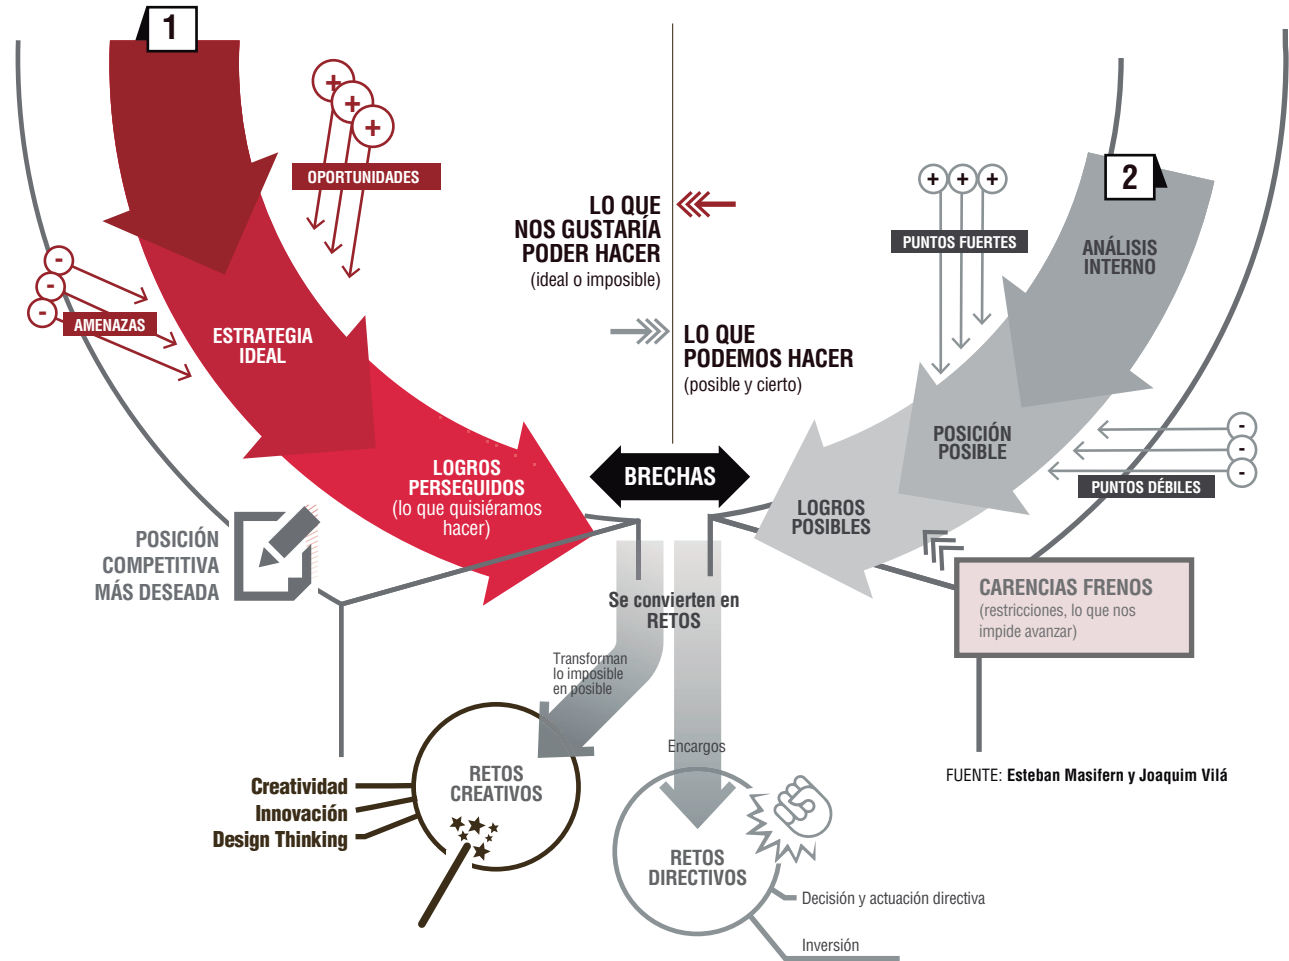 1
+
+
+
OPORTUNIDADES
-
-
-
AMENAZAS
ESTRATEGIA
IDEAL
LOGROS
PERSEGUIDOS
(lo que quisiéramos
hacer)
POSICIÓN
COMPETITIVA
MÁS DESEADA
LO QUE
NOS GUSTARÍA
PODER HACER
(ideal o imposible)
LO QUE
PODEMOS HACER
(posible y cierto)
BRECHAS
2
+
+
+
PUNTOS FUERTES
ANÁLISIS
INTERNO
POSICIÓN
POSIBLE
-
-
-
PUNTOS DÉBILES
LOGROS
POSIBLES
CARENCIAS FRENOS
(restricciones, lo que nos
impide avanzar)
Se convierten en
RETOS
Transforman
lo imposible
en posible
Encargos
RETOS
CREATIVOS
Creatividad
Innovación
Design Thinking
RETOS
DIRECTIVOS
Decisión y actuación directiva
Inversión
FUENTE: Esteban Masifern y Joaquim Vilá